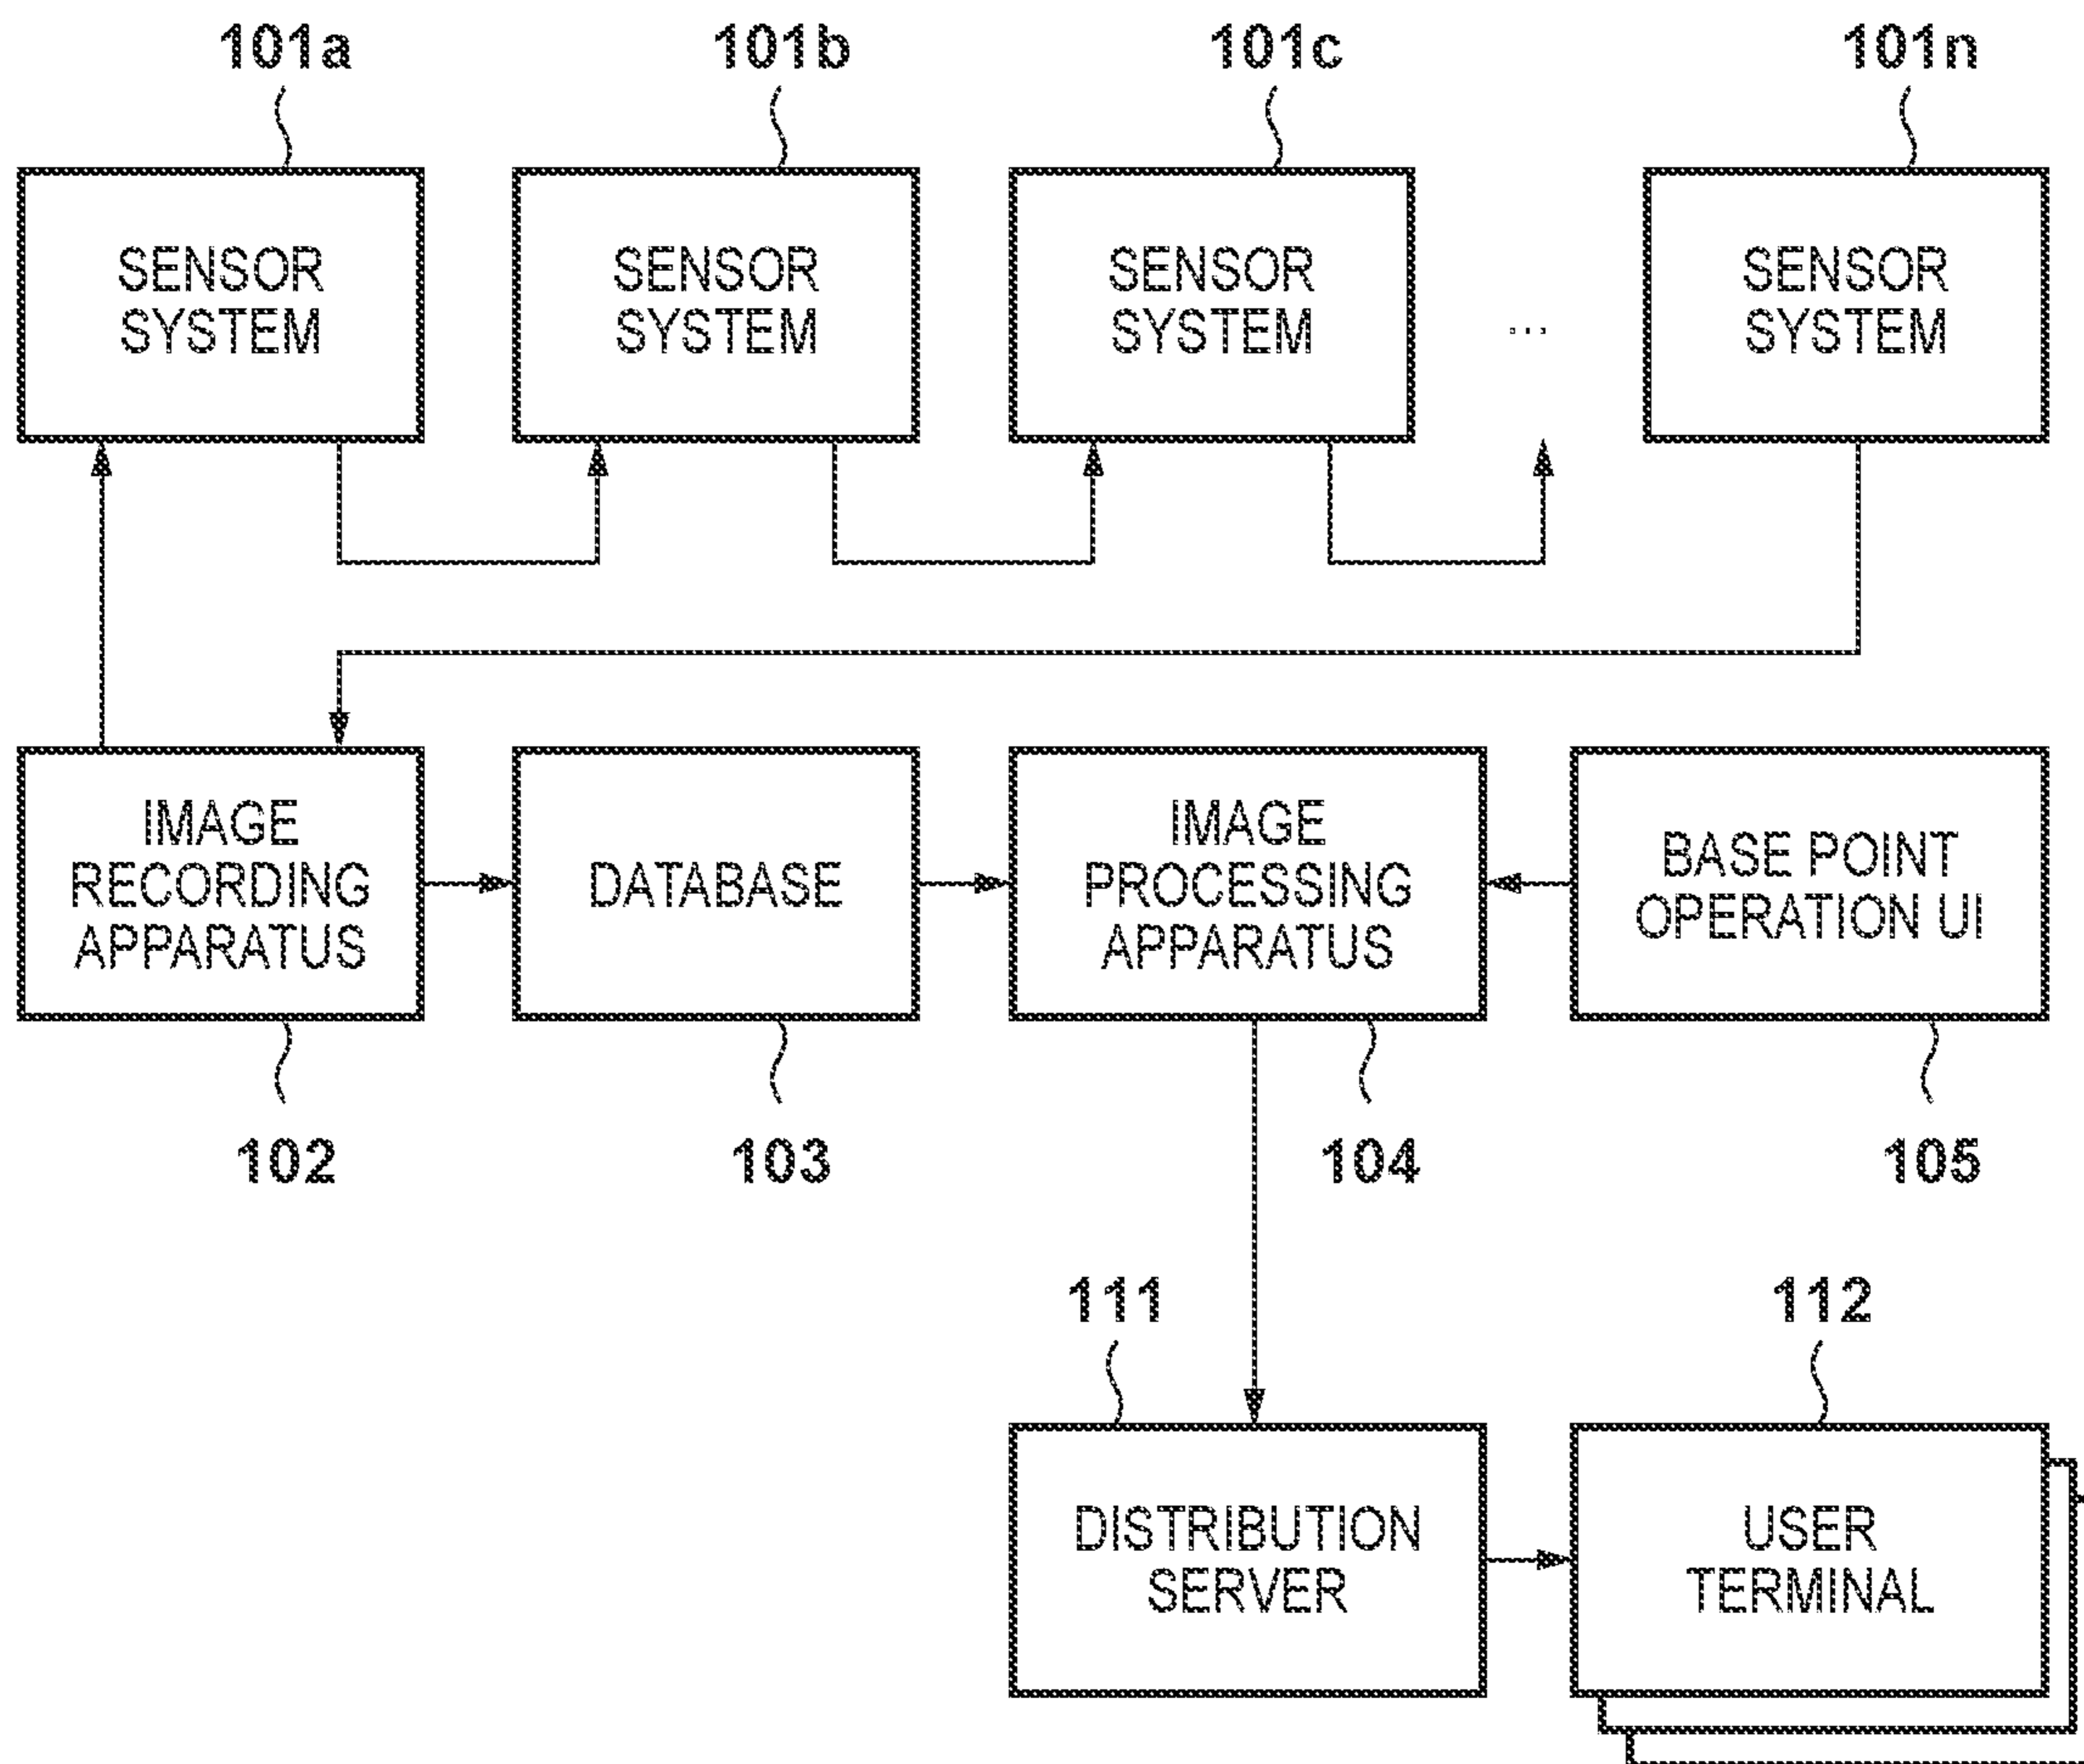 101a
101b
101c
101n
SENSOR
SYSTEM
SENSOR
SYSTEM
SENSOR
SYSTEM
...
SENSOR
SYSTEM
IMAGE
RECORDING
APPARATUS
DATABASE
IMAGE
PROCESSING
APPARATUS
BASE POINT
OPERATION UI
102
103
104
105
111
112
DISTRIBUTION
SERVER
USER
TERMINAL